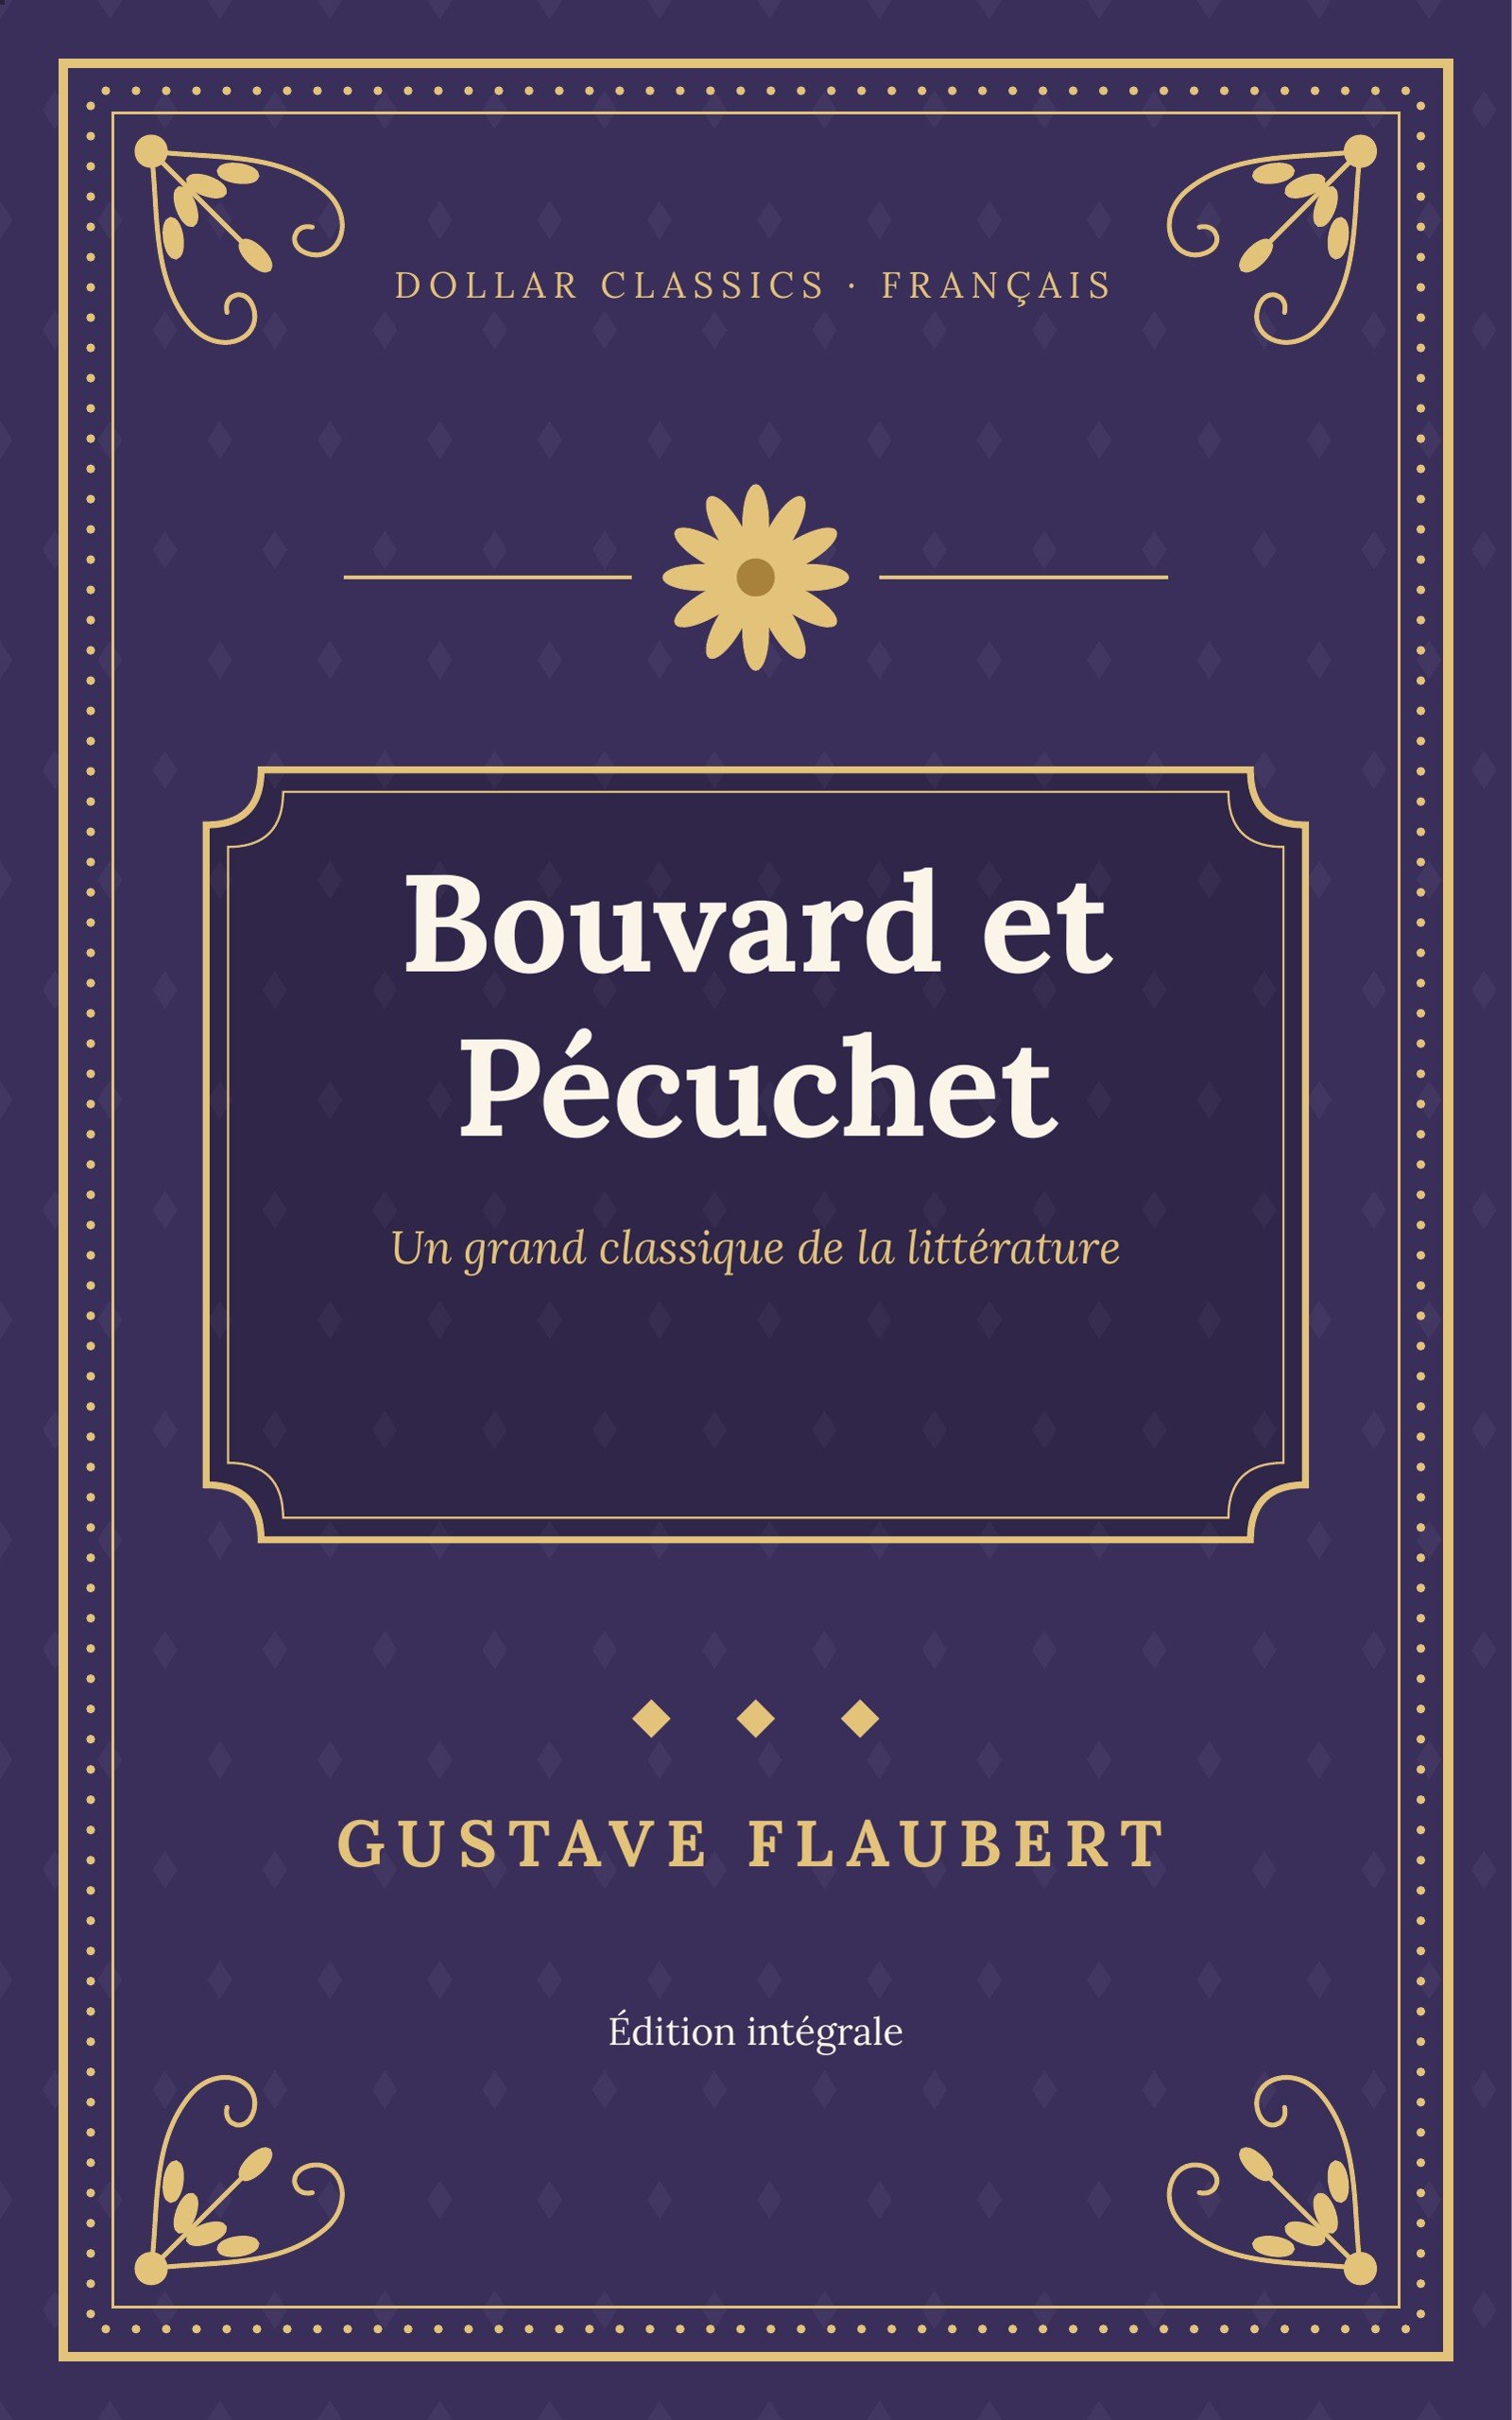 DOLLAR CLASSICS · FRANÇAIS
Bouvard et
Pécuchet
Un grand classique de la littérature
GUSTAVE FLAUBERT
Édition intégrale